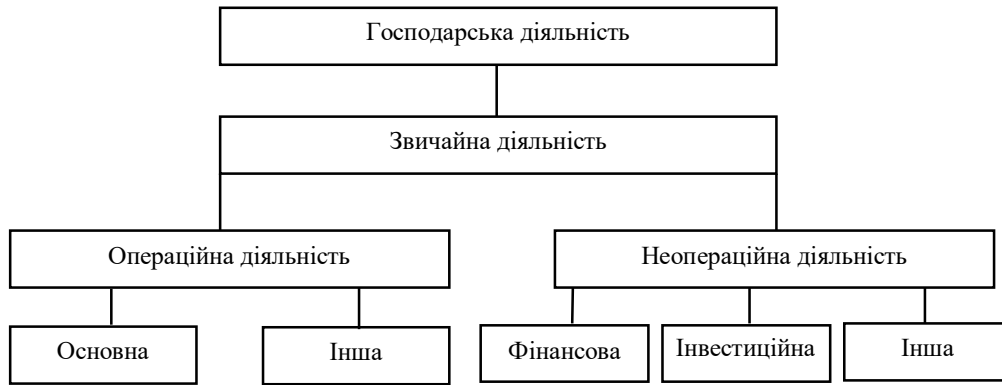 Господарська діяльність
Звичайна діяльність
Операційна діяльність
Неопераційна діяльність
Основна
Інша
Фінансова
Інвестиційна
Інша